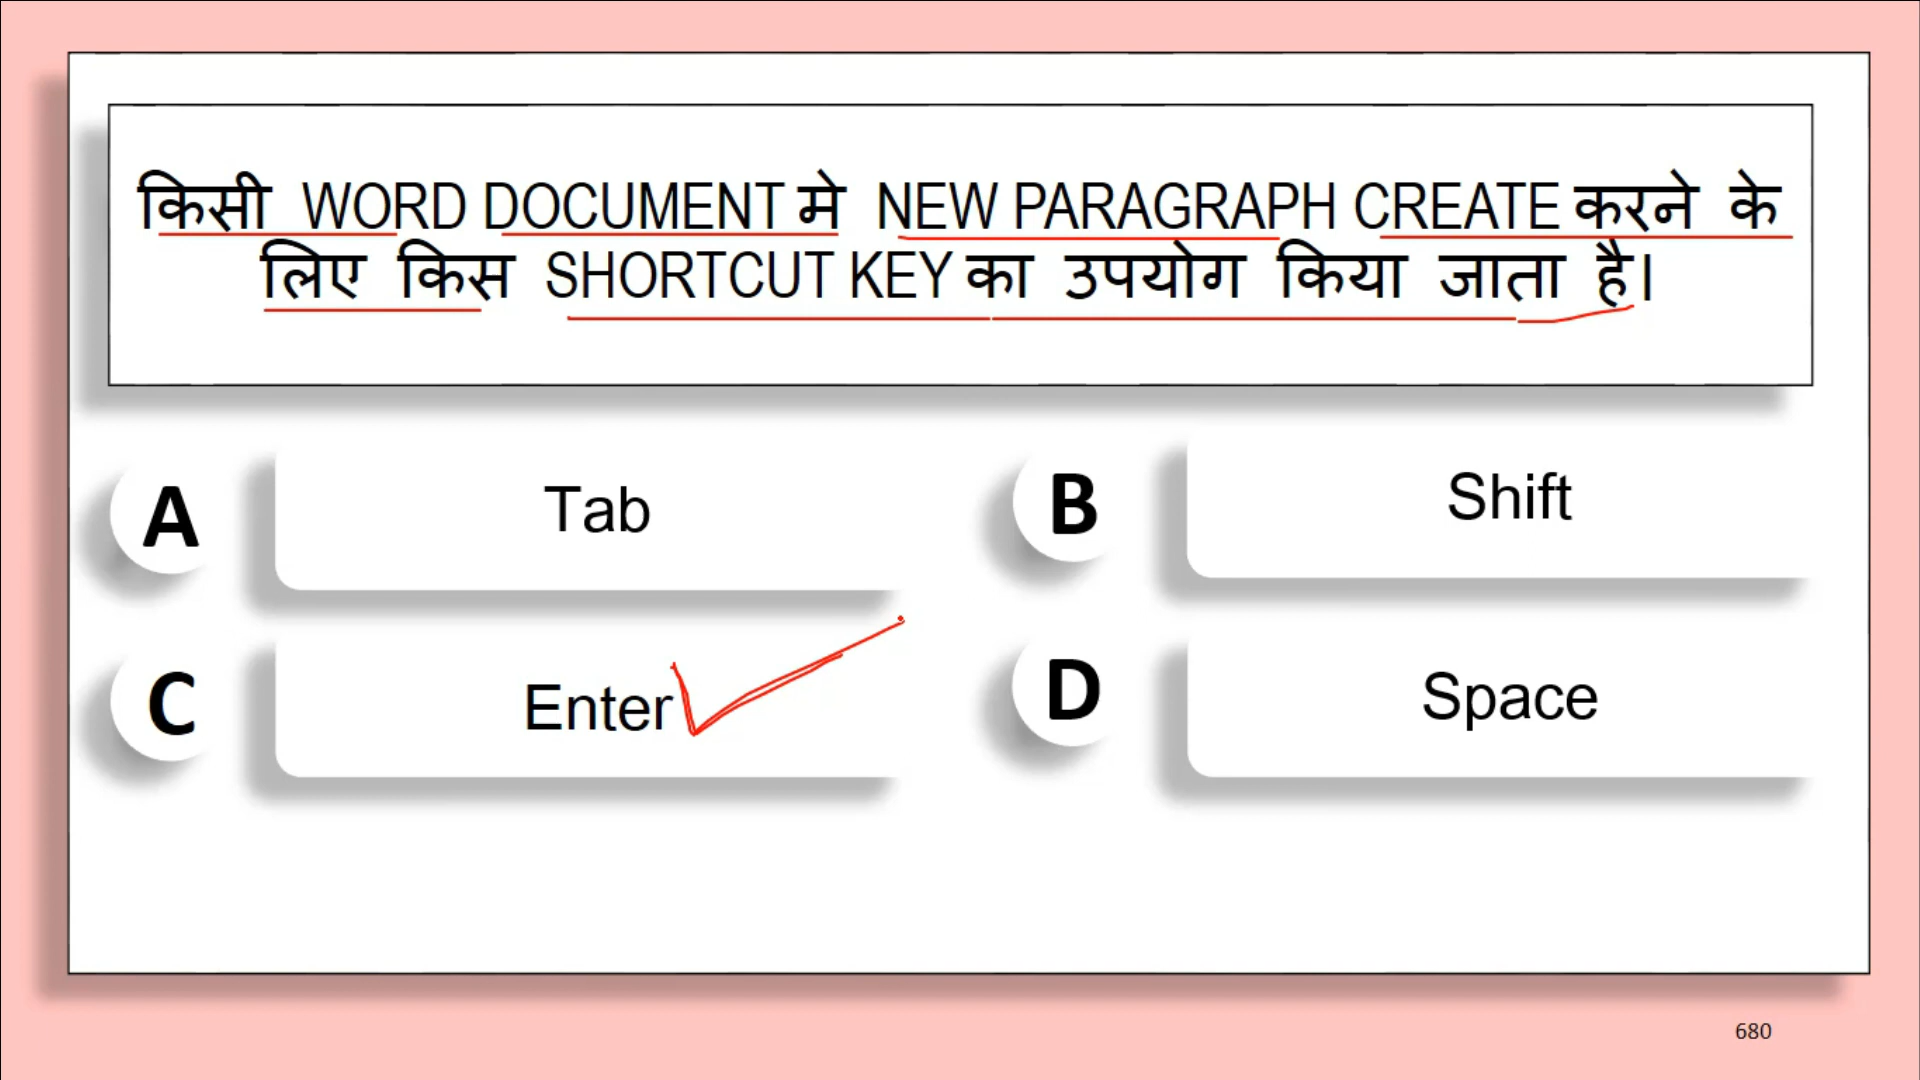 किसी WORD DOCUMENT मे NEW PARAGRAPH CREATE करने के
लिए किस SHORTCUT KEY का उपयोग किया जाता है।
A Tab
B Shift
C Enter
D Space
680